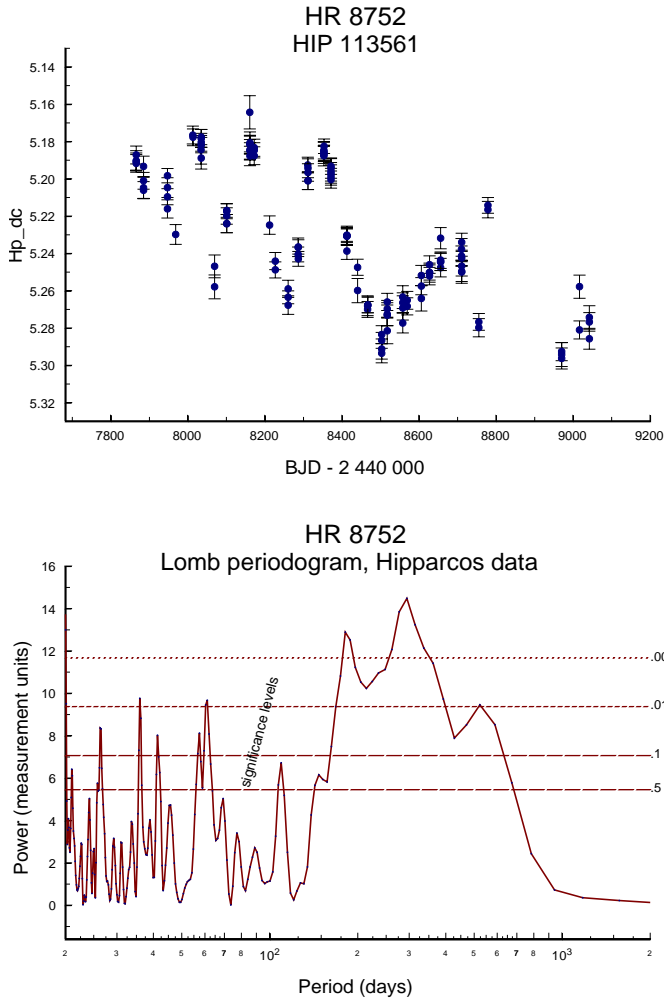 HR 8752
HIP 113561
Hp_dc
5.14
5.16
5.18
5.20
5.22
5.24
5.26
5.28
5.30
5.32
7800 8000 8200 8400 8600 8800 9000 9200
BJD - 2 440 000
HR 8752
Lomb periodogram, Hipparcos data
Power (measurement units)
16
14
12
10
8
6
4
2
0
significance levels
.00
.01
.1
.5
2 3 4 5 6 7 8 10² 2 3 4 5 6 7 8 10³ 2
Period (days)